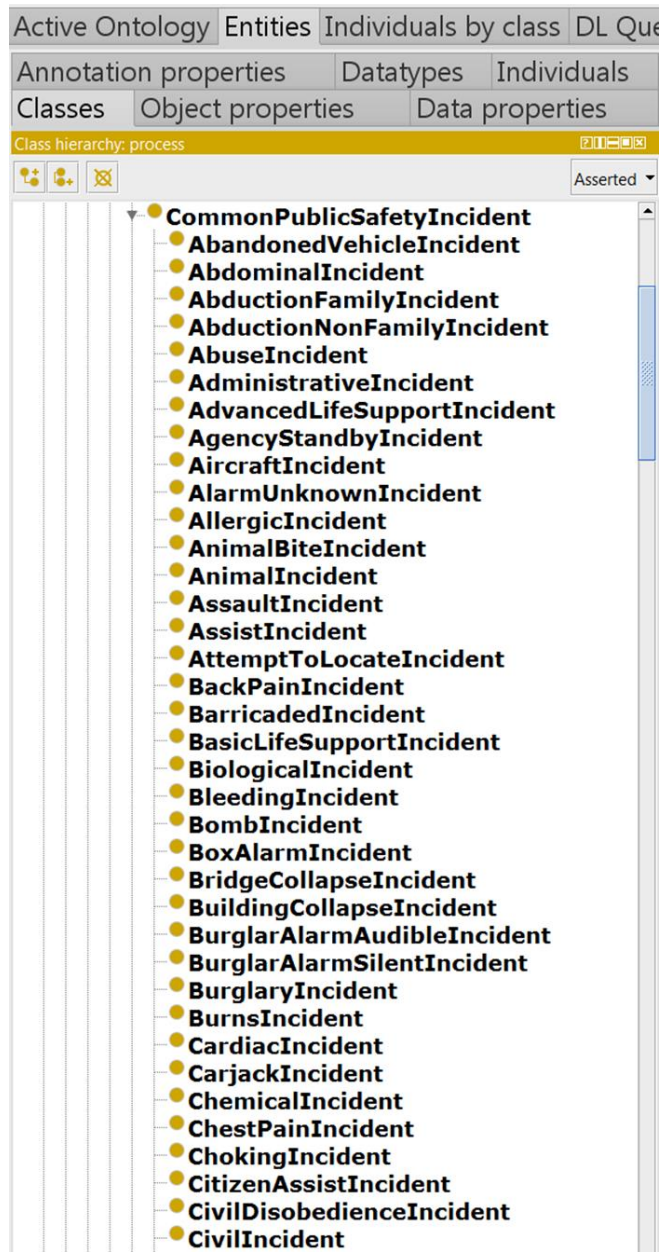 Active Ontology Entities Individuals by class DL Que
Annotation properties Datatypes Individuals
Classes Object properties Data properties
Class hierarchy: process
Asserted
CommonPublicSafetyIncident
AbandonedVehicleIncident
AbdominalIncident
AbductionFamilyIncident
AbductionNonFamilyIncident
AbuseIncident
AdministrativeIncident
AdvancedLifeSupportIncident
AgencyStandbyIncident
AircraftIncident
AlarmUnknownIncident
AllergicIncident
AnimalBiteIncident
AnimalIncident
AssaultIncident
AssistIncident
AttemptToLocateIncident
BackPainIncident
BarricadedIncident
BasicLifeSupportIncident
BiologicalIncident
BleedingIncident
BombIncident
BoxAlarmIncident
BridgeCollapseIncident
BuildingCollapseIncident
BurglarAlarmAudibleIncident
BurglarAlarmSilentIncident
BurglaryIncident
BurnsIncident
CardiacIncident
CarjackIncident
ChemicalIncident
ChestPainIncident
ChokingIncident
CitizenAssistIncident
CivilDisobedienceIncident
CivilIncident